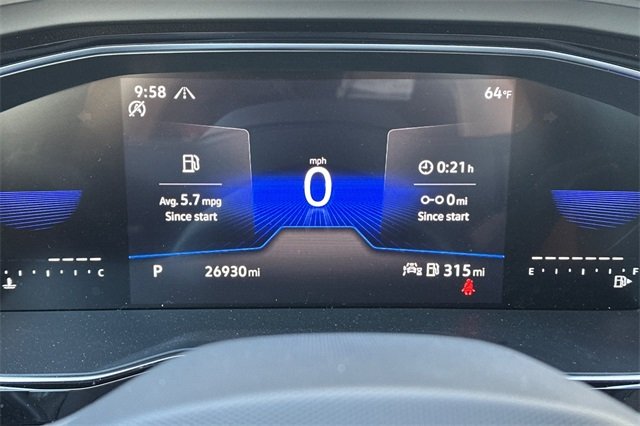 9:58
64°F
mph
0
Avg. 5.7 mpg
Since start
0:21 h
0 mi
Since start
C
E F
P 26930 mi 315 mi